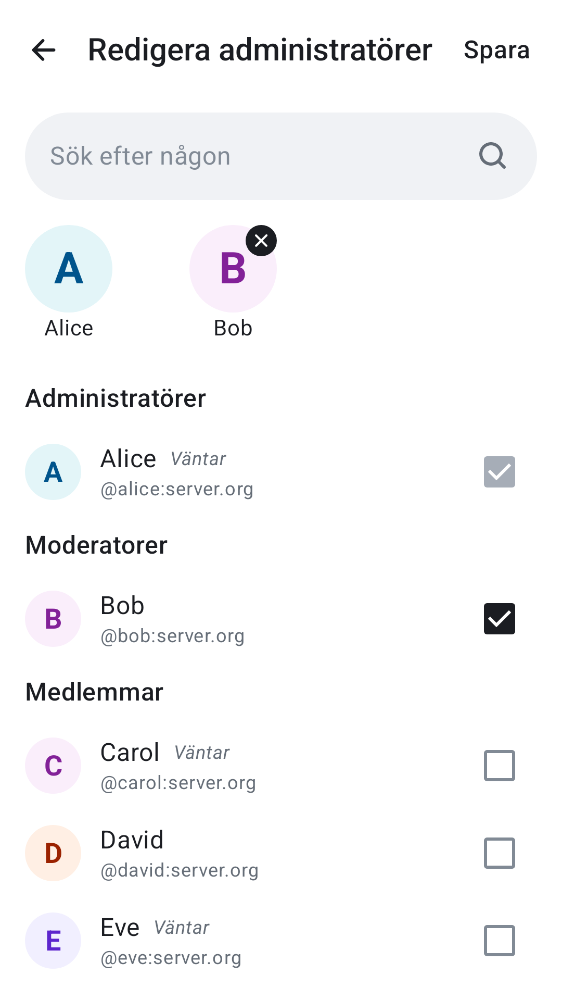 Redigera administratörer Spara
Sök efter någon
A B
Alice Bob
Administratörer
A Alice Väntar
@alice:server.org
Moderatorer
B Bob
@bob:server.org
Medlemmar
C Carol Väntar
@carol:server.org
D David
@david:server.org
E Eve Väntar
@eve:server.org